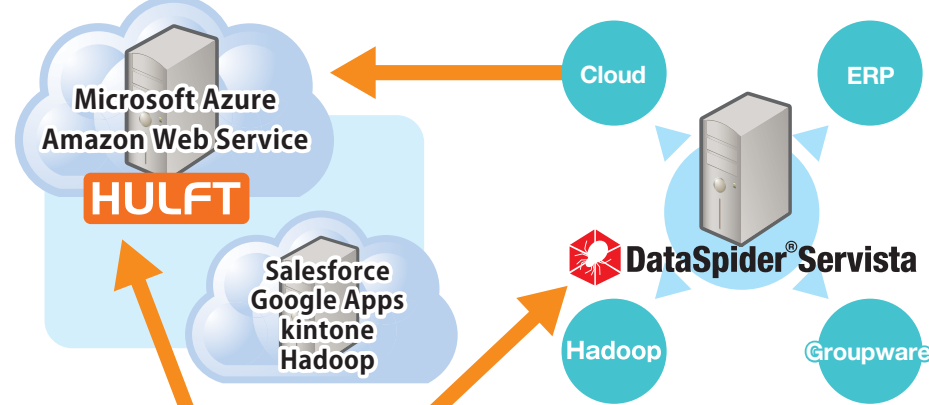 Microsoft Azure
Amazon Web Service
HULFT
Salesforce
Google Apps
kintone
Hadoop
Cloud
ERP
DataSpider®Servista
Hadoop
Groupware